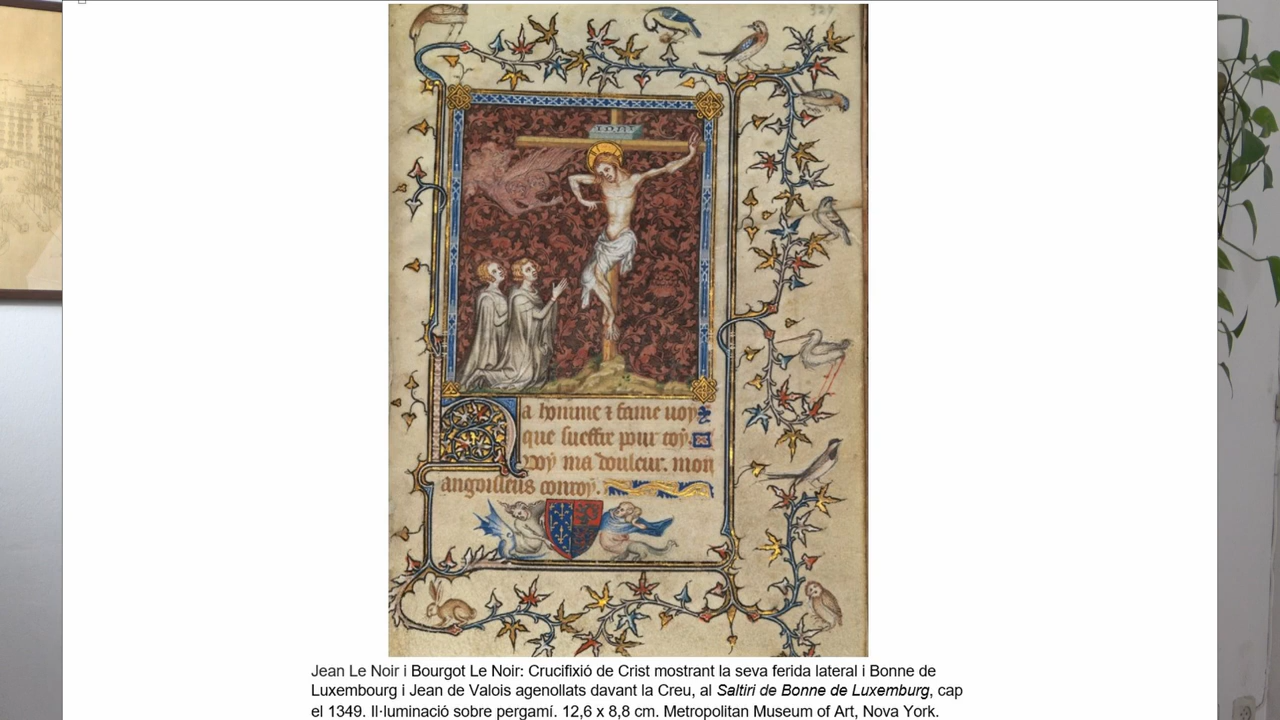 a homme ⁊ fame uoy
que sueffre pour toy.
voy ma douleur. mon
angoisseus conroy.
Jean Le Noir i Bourgot Le Noir: Crucifixió de Crist mostrant la seva ferida lateral i Bonne de
Luxembourg i Jean de Valois agenollats davant la Creu, al Saltiri de Bonne de Luxemburg, cap
el 1349. Il·luminació sobre pergamí. 12,6 x 8,8 cm. Metropolitan Museum of Art, Nova York.